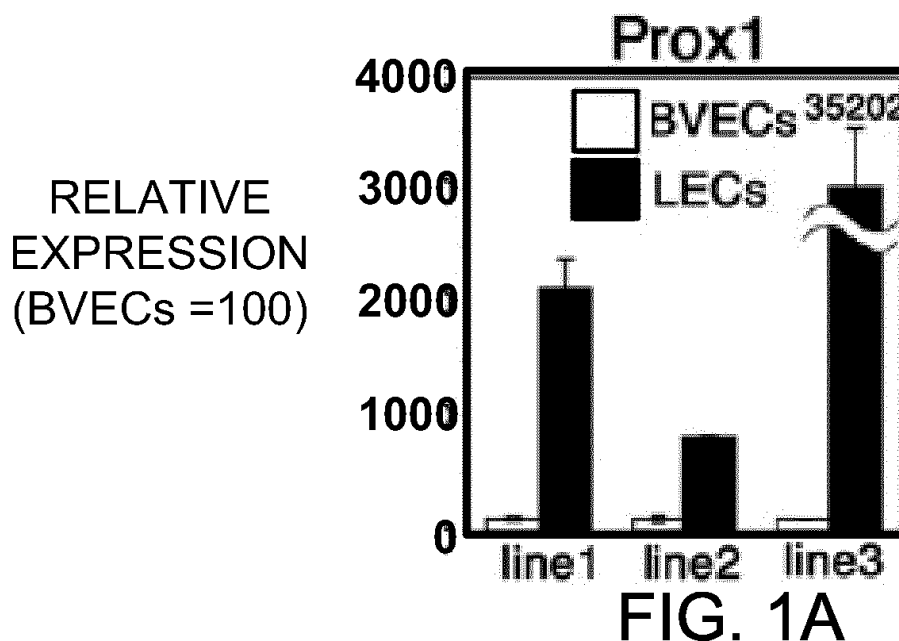 Prox1
4000
3000
2000
1000
0
RELATIVE
EXPRESSION
(BVECs =100)
BVECs
LECs
35202
line1 line2 line3
FIG. 1A